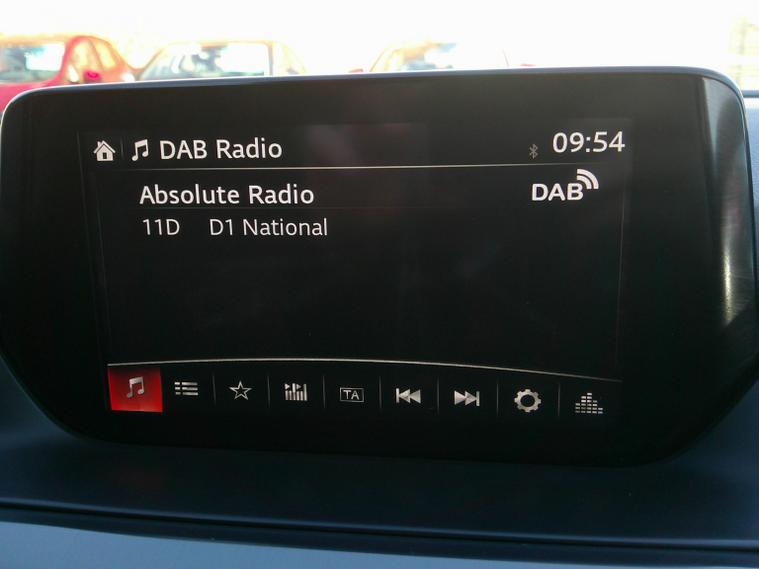 DAB Radio 09:54
Absolute Radio DAB
11D D1 National
TA